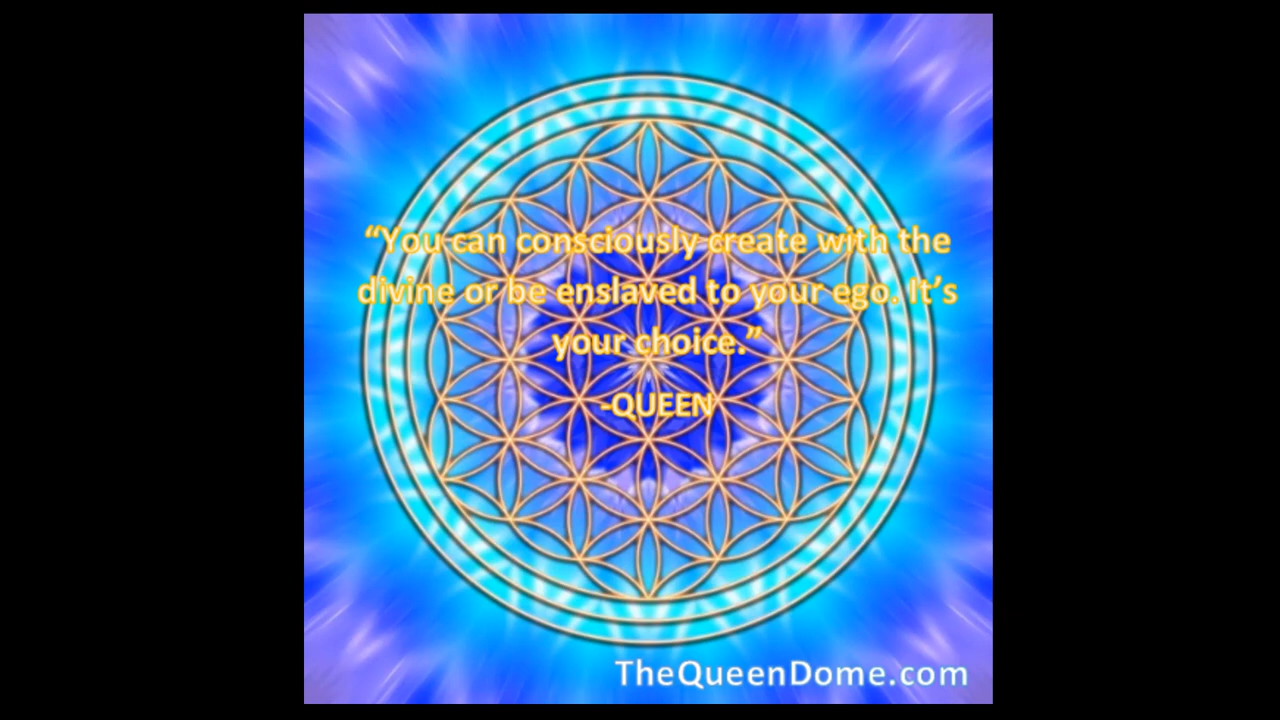 “You can consciously create with the
divine or be enslaved to your ego. It’s
your choice.”
-QUEEN
TheQueenDome.com